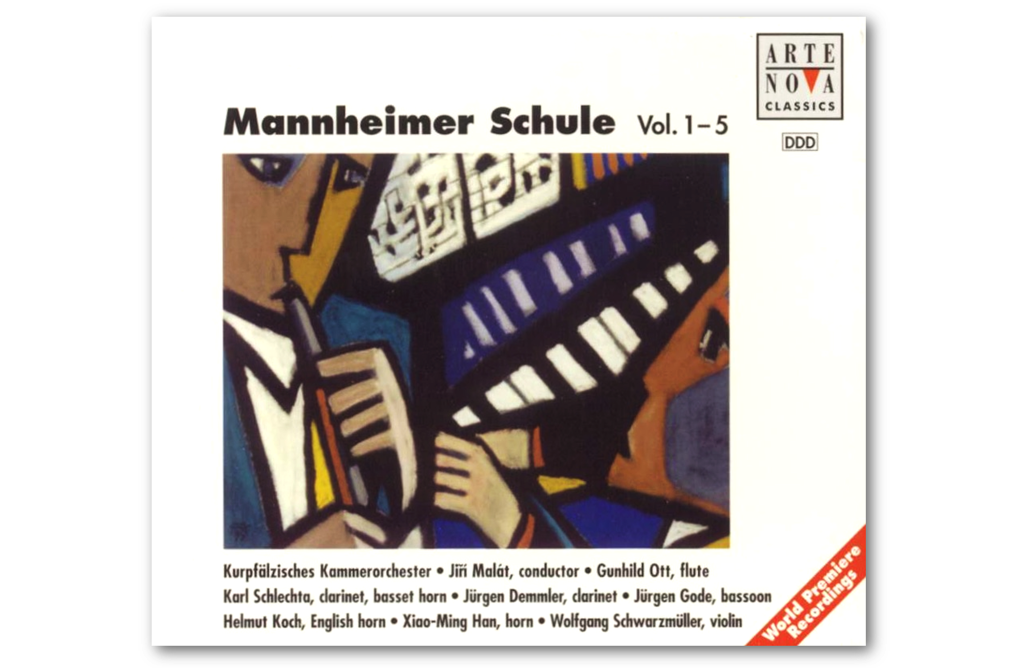 ARTE
NOVA
CLASSICS
Mannheimer Schule Vol. 1–5
DDD
Kurpfälzisches Kammerorchester • Jiří Malát, conductor • Gunhild Ott, flute
Karl Schlechta, clarinet, basset horn • Jürgen Demmler, clarinet • Jürgen Gode, bassoon
Helmut Koch, English horn • Xiao-Ming Han, horn • Wolfgang Schwarzmüller, violin
World Premiere
Recordings